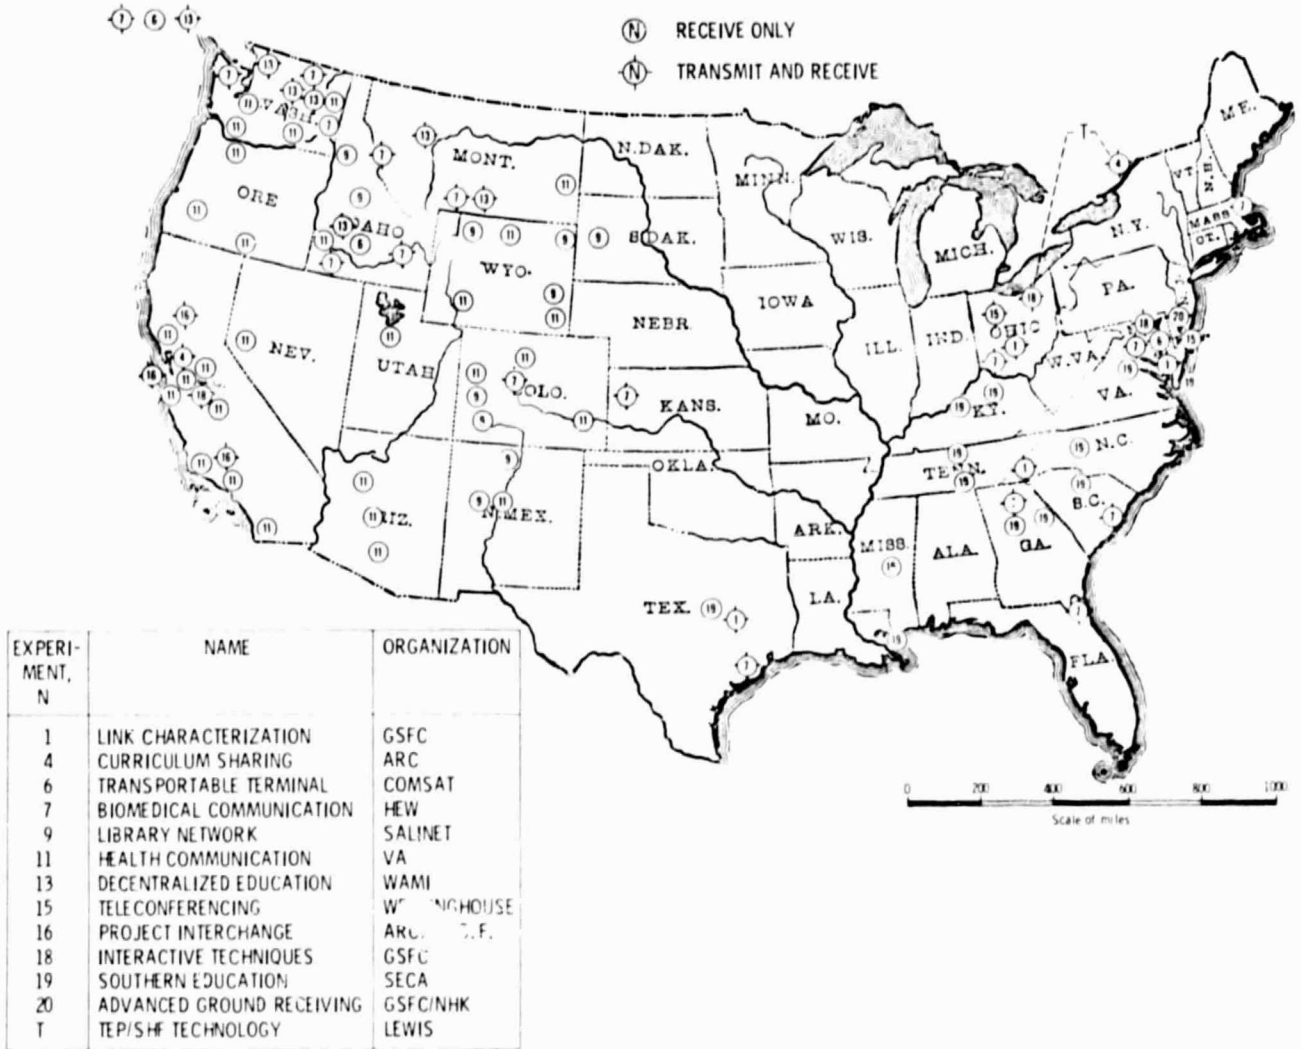 7 6 13
N RECEIVE ONLY
N TRANSMIT AND RECEIVE
WASH.
ORE
IDAHO
MONT.
N.DAK.
S.DAK.
MINN.
WIS.
MICH.
WYO.
NEBR.
IOWA
NEV.
UTAH
COLO.
KANS.
MO.
ILL.
IND.
OHIO
PA.
N.Y.
VT.
N.H.
ME.
MASS
CT.
N.J.
W.VA.
VA.
KY.
TENN.
N.C.
S.C.
GA.
ALA.
MISS.
ARK.
LA.
OKLA.
TEX.
N.MEX.
RIZ.
FLA.
T
0 200 400 600 800 1000
Scale of miles
EXPERI-
MENT,
N
NAME
ORGANIZATION
1 LINK CHARACTERIZATION GSFC
4 CURRICULUM SHARING ARC
6 TRANSPORTABLE TERMINAL COMSAT
7 BIOMEDICAL COMMUNICATION HEW
9 LIBRARY NETWORK SALINET
11 HEALTH COMMUNICATION VA
13 DECENTRALIZED EDUCATION WAMI
15 TELECONFERENCING
16 PROJECT INTERCHANGE
18 INTERACTIVE TECHNIQUES GSFC
19 SOUTHERN EDUCATION SECA
20 ADVANCED GROUND RECEIVING GSFC/NHK
T TEP/SHF TECHNOLOGY LEWIS